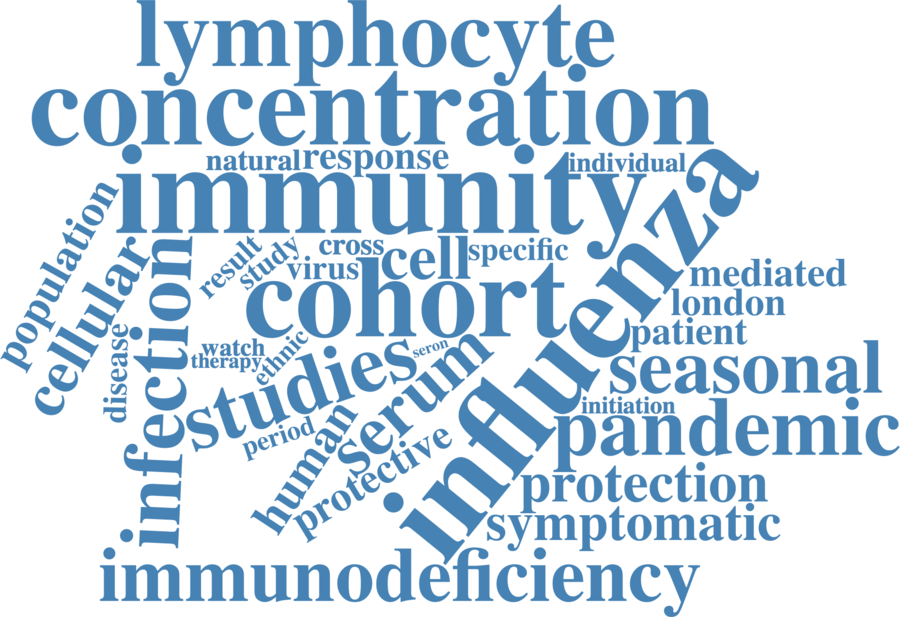 lymphocyte
concentration
natural
response
individual
immunity
influenza
population
cellular
infection
result
study
cross
virus
cell
specific
cohort
mediated
london
patient
disease
watch
therapy
ethnic
seron
studies
serum
seasonal
initiation
pandemic
period
human
protective
protection
symptomatic
immunodeficiency